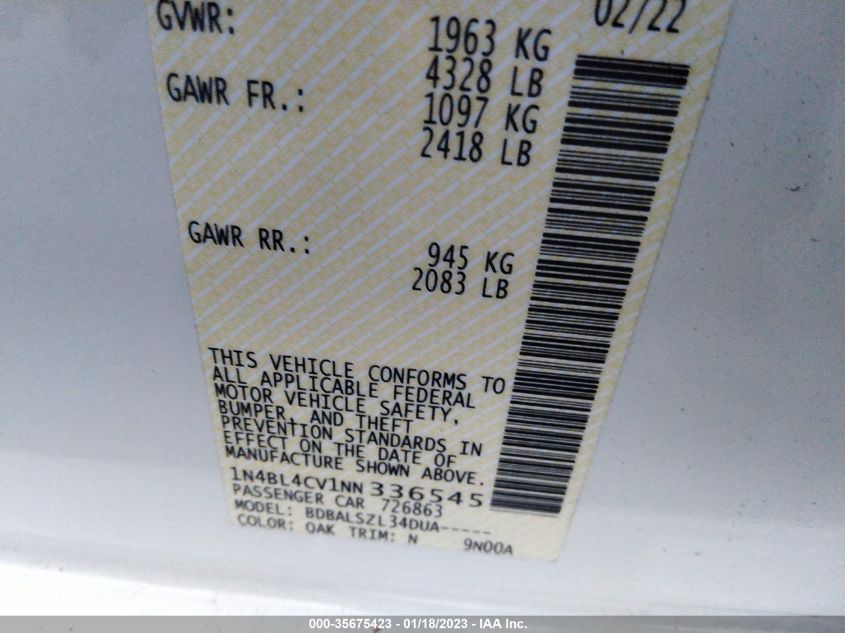 02/22
GVWR: 1963 KG
4328 LB
GAWR FR.: 1097 KG
2418 LB
GAWR RR.: 945 KG
2083 LB
THIS VEHICLE CONFORMS TO
ALL APPLICABLE FEDERAL
MOTOR VEHICLE SAFETY,
BUMPER, AND THEFT
PREVENTION STANDARDS IN
EFFECT ON THE DATE OF
MANUFACTURE SHOWN ABOVE.
1N4BL4CV1NN336545
PASSENGER CAR 726863
MODEL: BDBALSZL34DUA-----
COLOR: QAK TRIM: N 9N00A
000-35675423 - 01/18/2023 - IAA Inc.